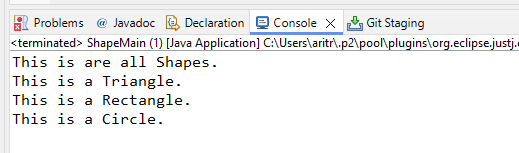 Problems @ Javadoc Declaration Console Git Staging
<terminated> ShapeMain (1) [Java Application] C:\Users\aritr\.p2\pool\plugins\org.eclipse.justj.
This is are all Shapes.
This is a Triangle.
This is a Rectangle.
This is a Circle.